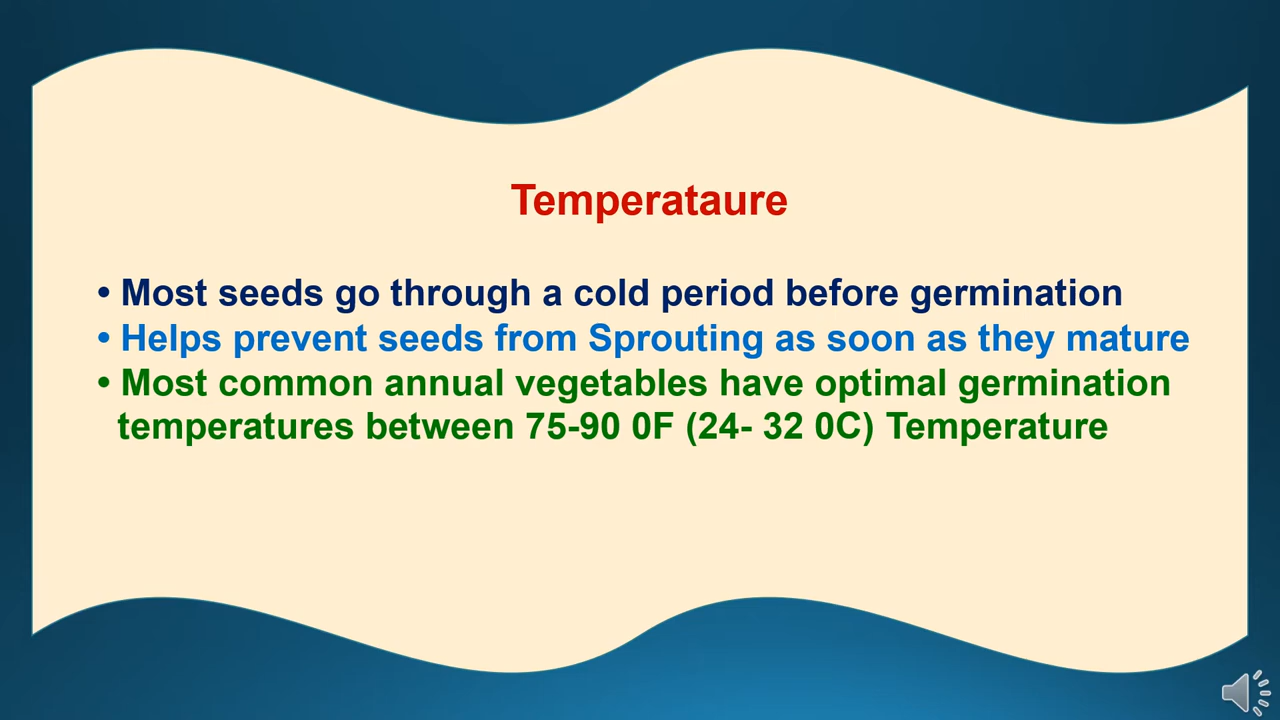 Temperataure
• Most seeds go through a cold period before germination
• Helps prevent seeds from Sprouting as soon as they mature
• Most common annual vegetables have optimal germination
temperatures between 75-90 0F (24- 32 0C) Temperature